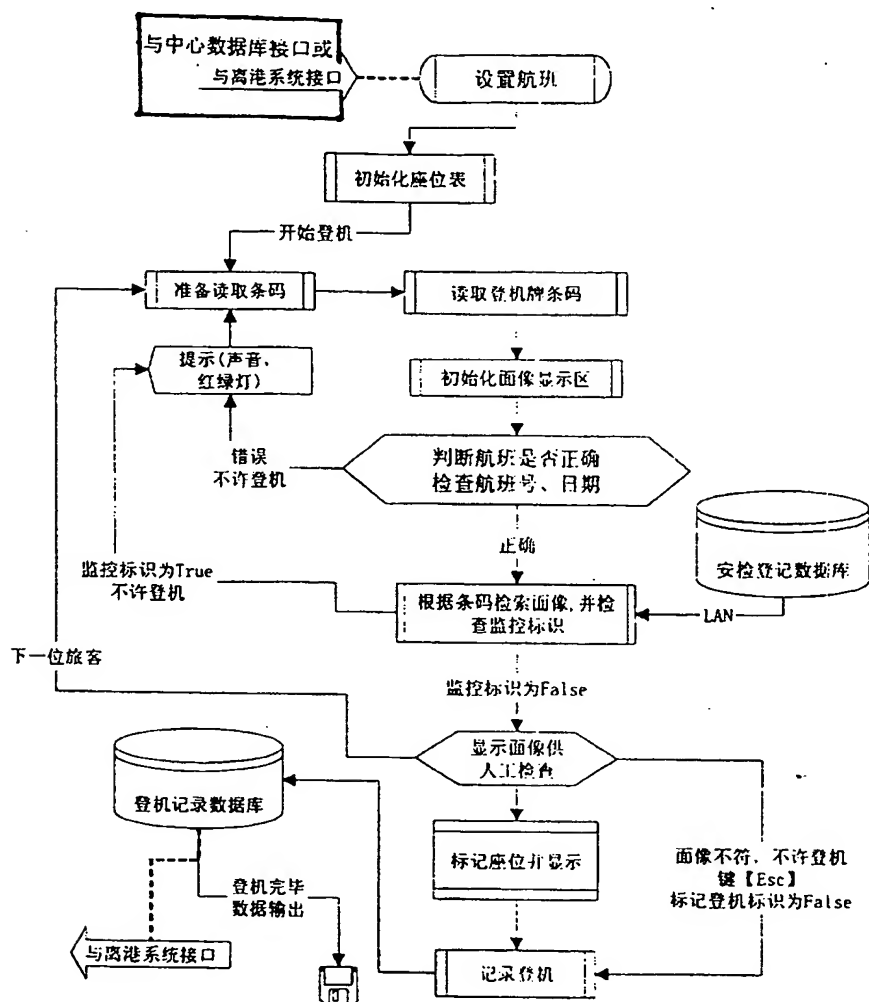 与中心数据库接口或
与离港系统接口
设置航班
初始化座位表
开始登机
准备读取条码
读取登机牌条码
提示(声音、
红绿灯)
初始化面像显示区
错误
不许登机
判断航班是否正确
检查航班号、日期
正确
安检登记数据库
监控标识为True
不许登机
根据条码检索面像,并检
查监控标识
LAN
下一位旅客
监控标识为False
显示面像供
人工检查
登机记录数据库
标记座位并显示
面像不符、不许登机
键【Esc】
标记登机标识为False
登机完毕
数据输出
与离港系统接口
记录登机